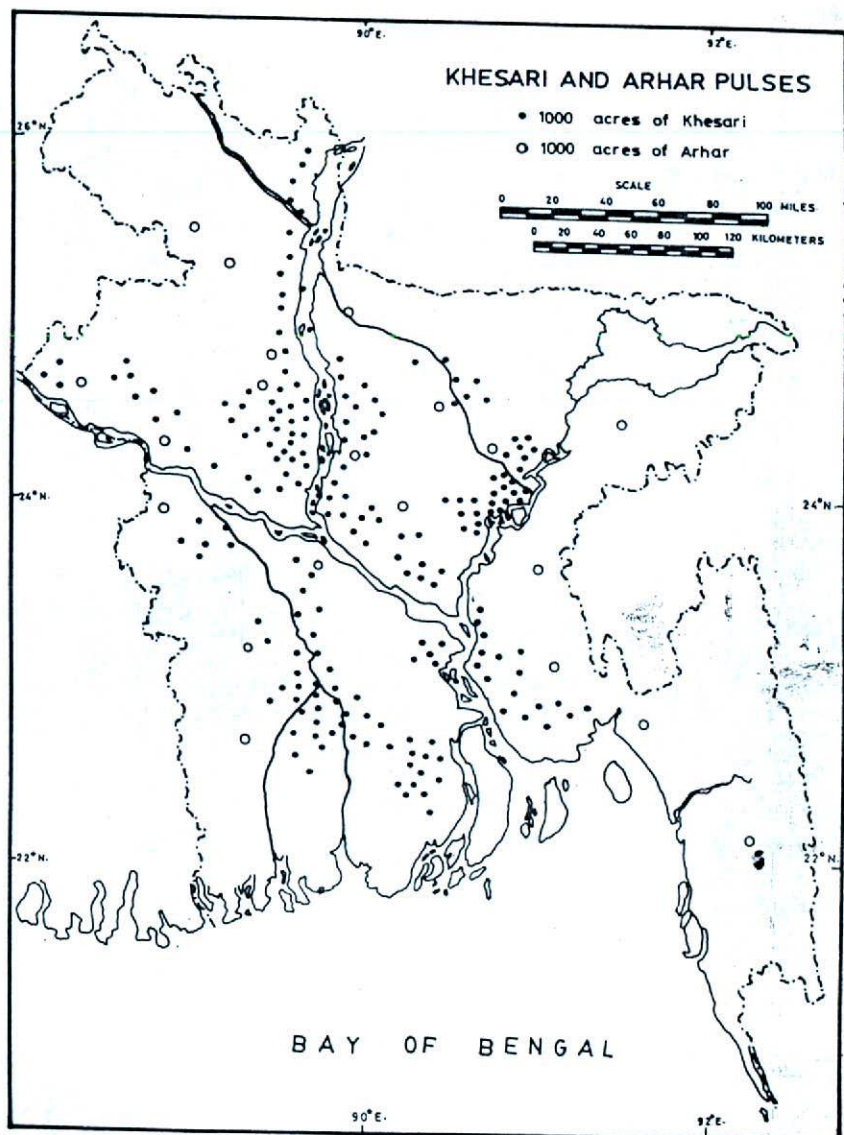 90°E.
92°E.
KHESARI AND ARHAR PULSES
26°N.
1000 acres of Khesari
1000 acres of Arhar
SCALE
0 20 40 60 80 100 MILES.
0 20 40 60 80 100 120 KILOMETERS
24°N.
24°N.
22°N.
22°N.
BAY OF BENGAL
90°E.
92°E.